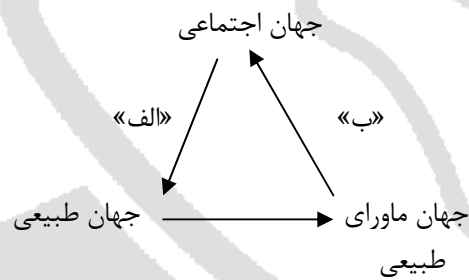 جهان اجتماعی
«ب»
«الف»
جهان ماورای
طبیعی
جهان طبیعی